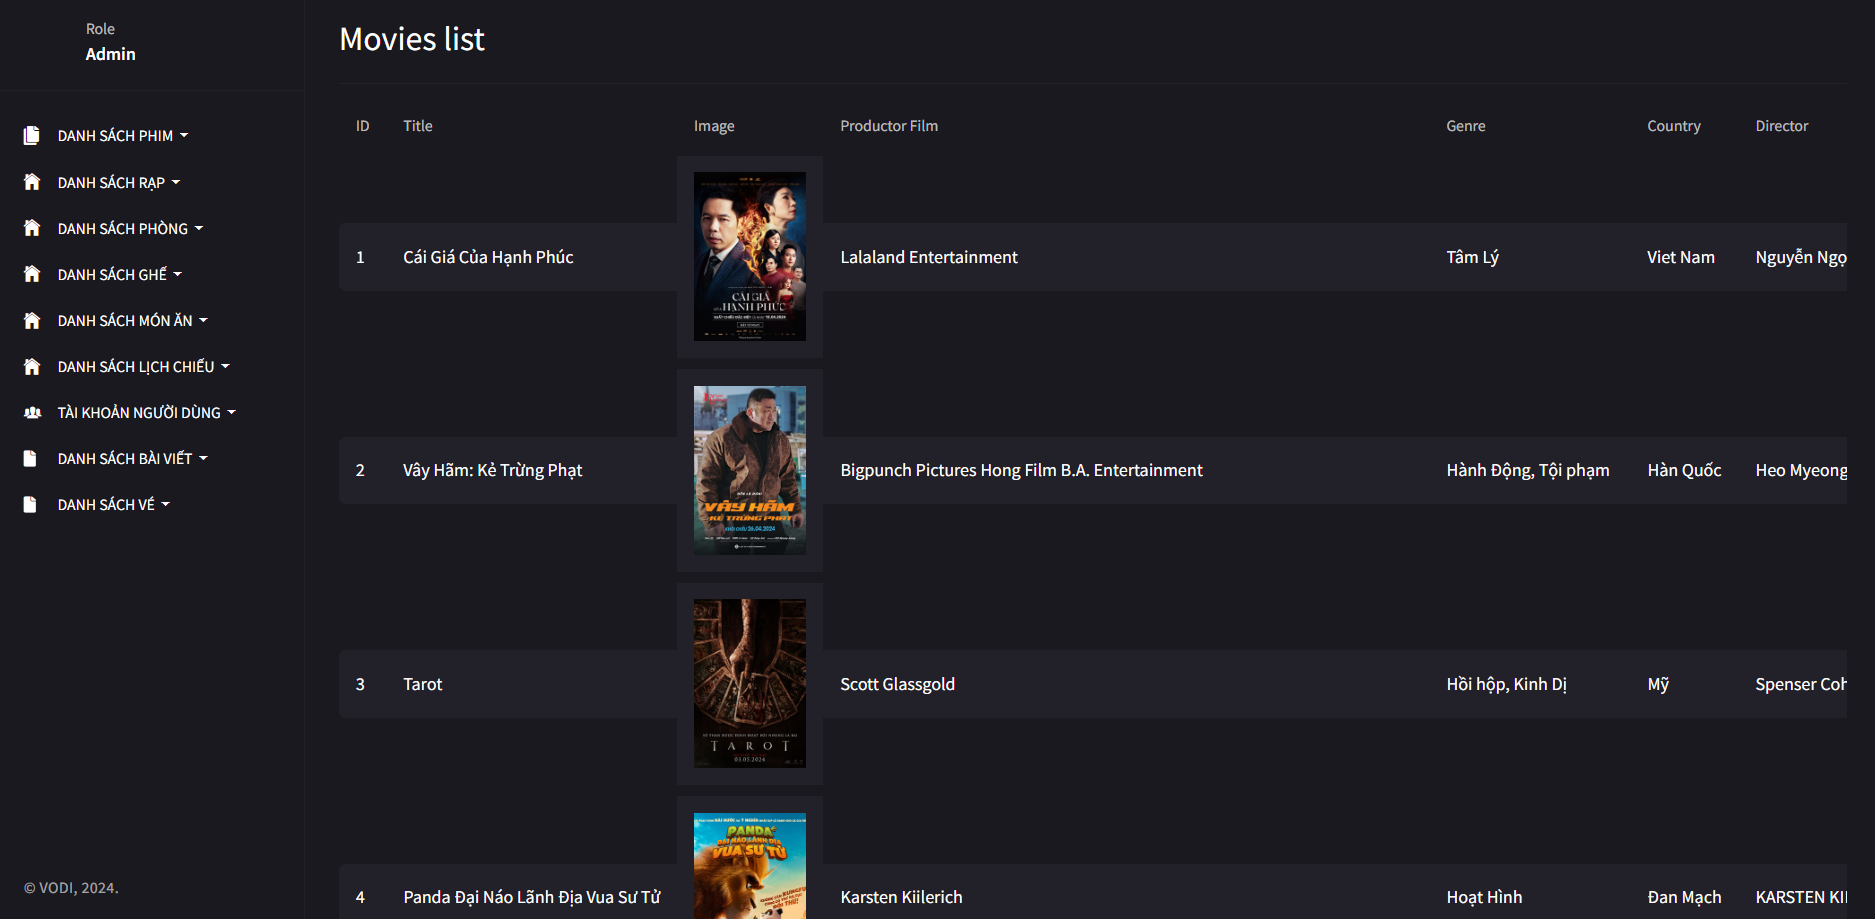 Role
Admin
DANH SÁCH PHIM
DANH SÁCH RẠP
DANH SÁCH PHÒNG
DANH SÁCH GHẾ
DANH SÁCH MÓN ĂN
DANH SÁCH LỊCH CHIẾU
TÀI KHOẢN NGƯỜI DÙNG
DANH SÁCH BÀI VIẾT
DANH SÁCH VÉ
© VODI, 2024.
Movies list
ID Title Image Productor Film Genre Country Director
1 Cái Giá Của Hạnh Phúc Lalaland Entertainment Tâm Lý Viet Nam Nguyễn Ngọ
CÁI GIÁ
HẠNH PHÚC
2 Vây Hãm: Kẻ Trừng Phạt Bigpunch Pictures Hong Film B.A. Entertainment Hành Động, Tội phạm Hàn Quốc Heo Myeong
VÂY HÃM
KẺ TRỪNG PHẠT
KHỞI CHIẾU 26.04.2024
3 Tarot Scott Glassgold Hồi hộp, Kinh Dị Mỹ Spenser Coh
TAROT
03.05.2024
4 Panda Đại Náo Lãnh Địa Vua Sư Tử Karsten Kiilerich Hoạt Hình Đan Mạch KARSTEN KI
PANDA
ĐẠI NÁO LÃNH ĐỊA
VUA SƯ TỬ